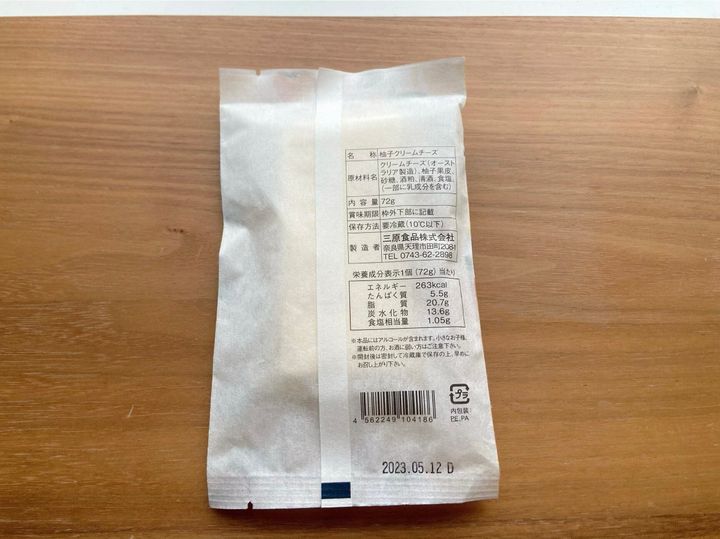 名 称 柚子クリームチーズ
原材料名 クリームチーズ(オースト
ラリア製造)、柚子果皮、
砂糖、酒粕、清酒、食塩、
(一部に乳成分を含む)
内容量 72g
賞味期限 枠外下部に記載
保存方法 要冷蔵(10℃以下)
製造者 三原食品株式会社
奈良県天理市田町2081
TEL 0743-62-2898
栄養成分表示1個(72g)当たり
エネルギー 263kcal
たんぱく質 5.5g
脂質 20.7g
炭水化物 13.6g
食塩相当量 1.05g
※本品にはアルコールが含まれます。小さなお子様、
運転前の方、お酒に弱い方はご注意下さい。
※開封後は密封して冷蔵庫で保存の上、早めに
お召し上がり下さい。
4 562249 104186
プラ
内包装:
PE,PA
2023.05.12 D